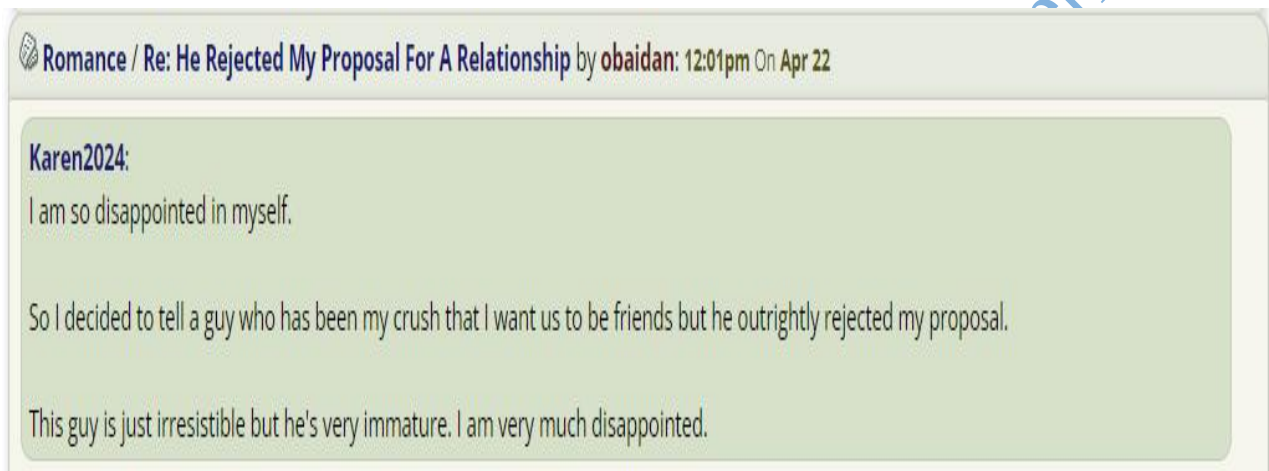 Romance / Re: He Rejected My Proposal For A Relationship by obaidan: 12:01pm On Apr 22
Karen2024:
I am so disappointed in myself.
So I decided to tell a guy who has been my crush that I want us to be friends but he outrightly rejected my proposal.
This guy is just irresistible but he's very immature. I am very much disappointed.